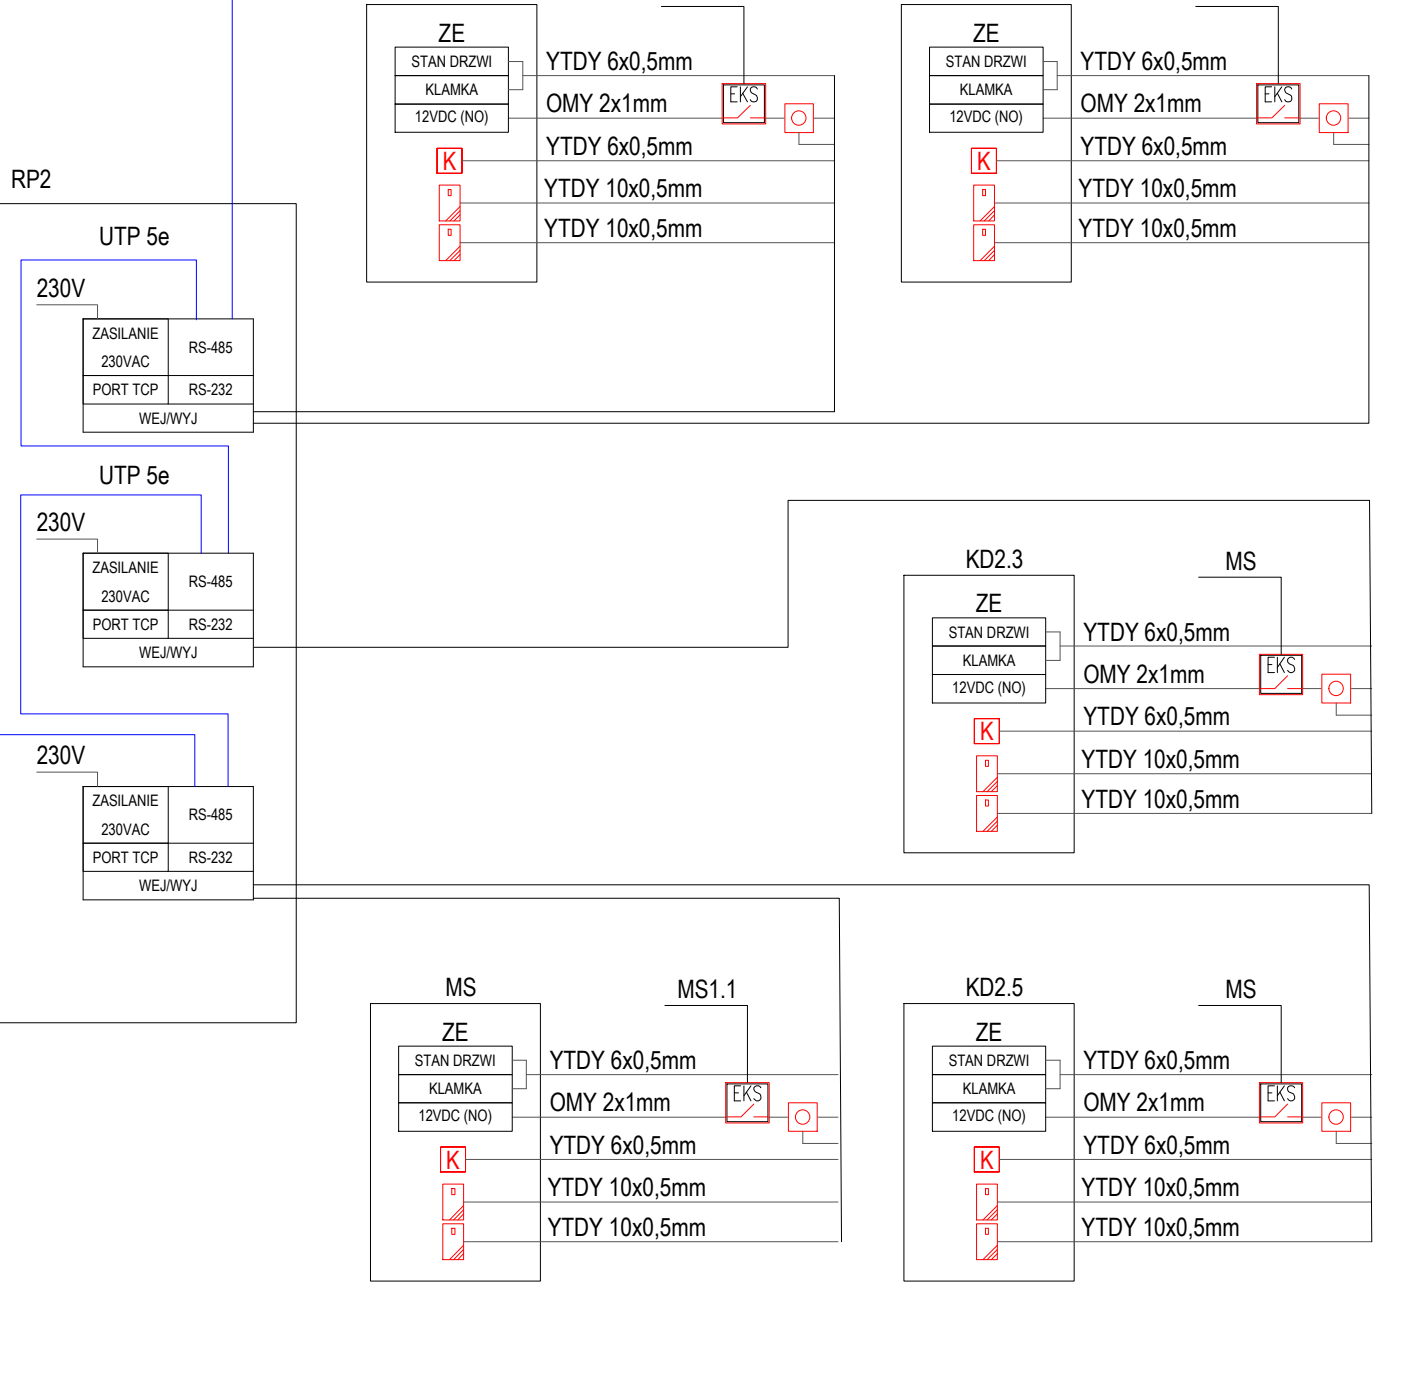 ZE
STAN DRZWI
KLAMKA
12VDC (NO)
YTDY 6x0,5mm
OMY 2x1mm
EKS
YTDY 6x0,5mm
K
YTDY 10x0,5mm
YTDY 10x0,5mm
ZE
STAN DRZWI
KLAMKA
12VDC (NO)
YTDY 6x0,5mm
OMY 2x1mm
EKS
YTDY 6x0,5mm
K
YTDY 10x0,5mm
YTDY 10x0,5mm
RP2
UTP 5e
230V
ZASILANIE
230VAC
RS-485
PORT TCP
RS-232
WEJ/WYJ
UTP 5e
230V
ZASILANIE
230VAC
RS-485
PORT TCP
RS-232
WEJ/WYJ
230V
ZASILANIE
230VAC
RS-485
PORT TCP
RS-232
WEJ/WYJ
KD2.3
MS
ZE
STAN DRZWI
KLAMKA
12VDC (NO)
YTDY 6x0,5mm
OMY 2x1mm
EKS
YTDY 6x0,5mm
K
YTDY 10x0,5mm
YTDY 10x0,5mm
MS
MS1.1
ZE
STAN DRZWI
KLAMKA
12VDC (NO)
YTDY 6x0,5mm
OMY 2x1mm
EKS
YTDY 6x0,5mm
K
YTDY 10x0,5mm
YTDY 10x0,5mm
KD2.5
MS
ZE
STAN DRZWI
KLAMKA
12VDC (NO)
YTDY 6x0,5mm
OMY 2x1mm
EKS
YTDY 6x0,5mm
K
YTDY 10x0,5mm
YTDY 10x0,5mm